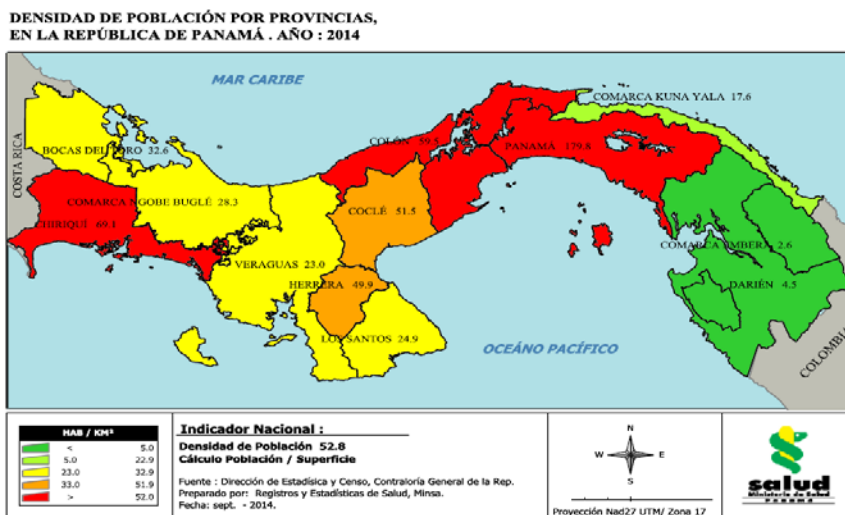 DENSIDAD DE POBLACIÓN POR PROVINCIAS,
EN LA REPÚBLICA DE PANAMÁ . AÑO : 2014
MAR CARIBE
COMARCA KUNA YALA 17.6
COSTA RICA
BOCAS DEL TORO 32.6
COLÓN 59.5
PANAMÁ 179.8
COMARCA NGOBE BUGLÉ 28.3
CHIRIQUÍ 69.1
COCLÉ 51.5
VERAGUAS 23.0
COMARCA EMBERÁ 2.6
HERRERA 49.9
DARIÉN 4.5
LOS SANTOS 24.9
OCEÁNO PACÍFICO
COLOMBIA
HAB / KM²
< 5.0
5.0 22.9
23.0 32.9
33.0 51.9
> 52.0
Indicador Nacional :
Densidad de Población 52.8
Cálculo Población / Superficie
Fuente : Dirección de Estadísica y Censo, Contraloría General de la Rep.
Preparado por: Registros y Estadísticas de Salud, Minsa.
Fecha: sept. - 2014.
N
W E
S
Proyección Nad27 UTM/ Zona 17
salud
Ministerio de Salud
PANAMÁ